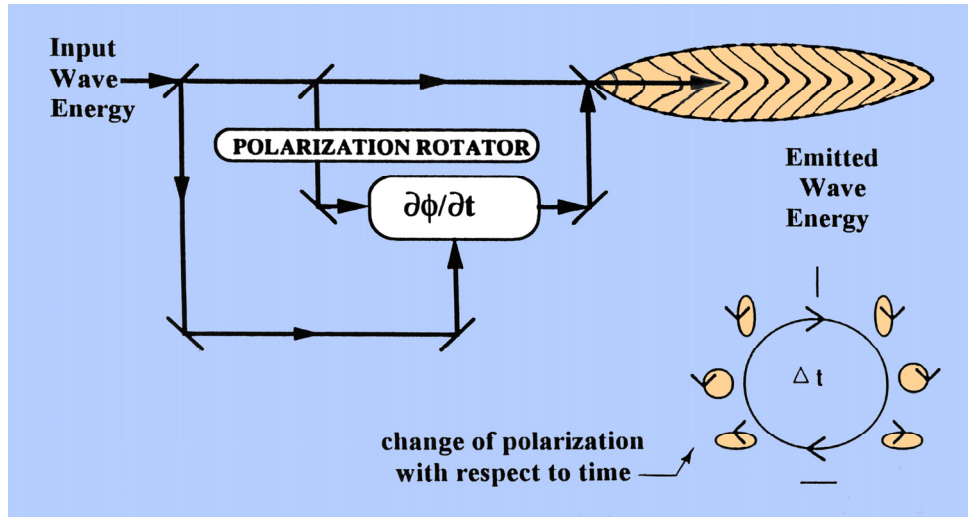 Input
Wave
Energy
POLARIZATION ROTATOR
∂ϕ/∂t
Emitted
Wave
Energy
Δ t
change of polarization
with respect to time